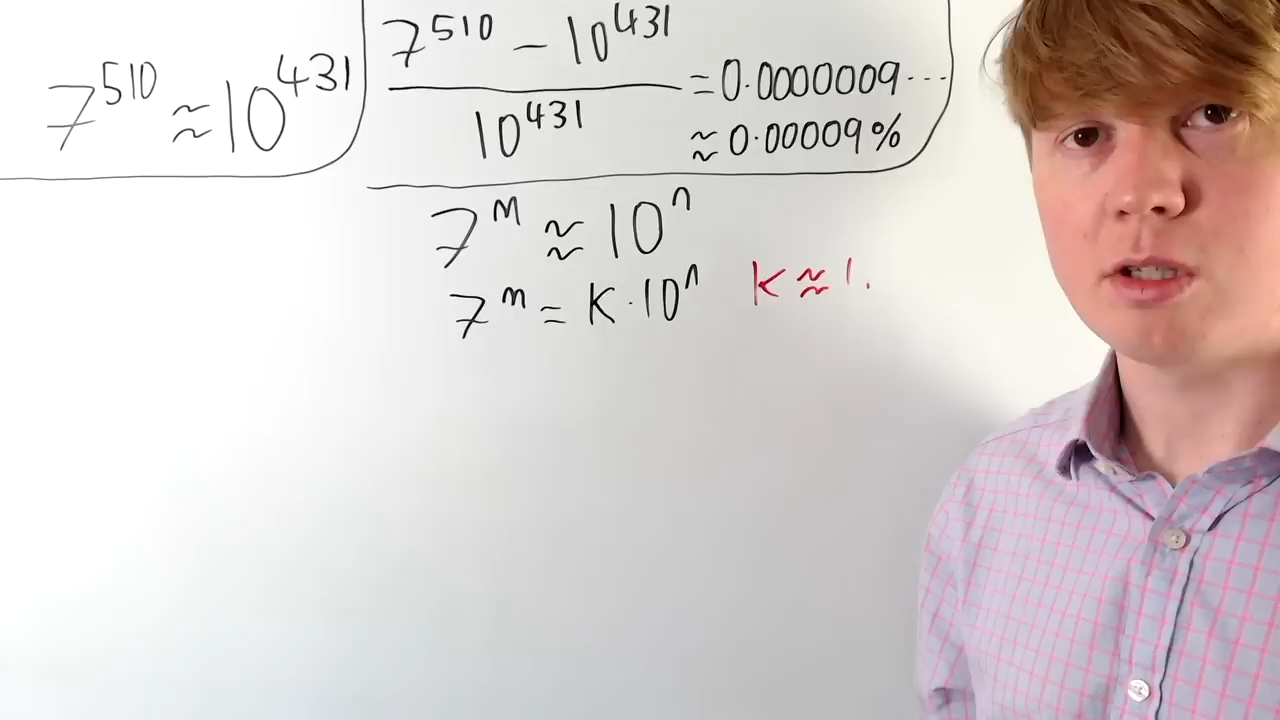 7^510 ≈ 10^431
7^510 − 10^431
10^431
= 0.0000009...
≈ 0.00009%
7^m ≈ 10^n
7^m = K · 10^n
K ≈ 1.